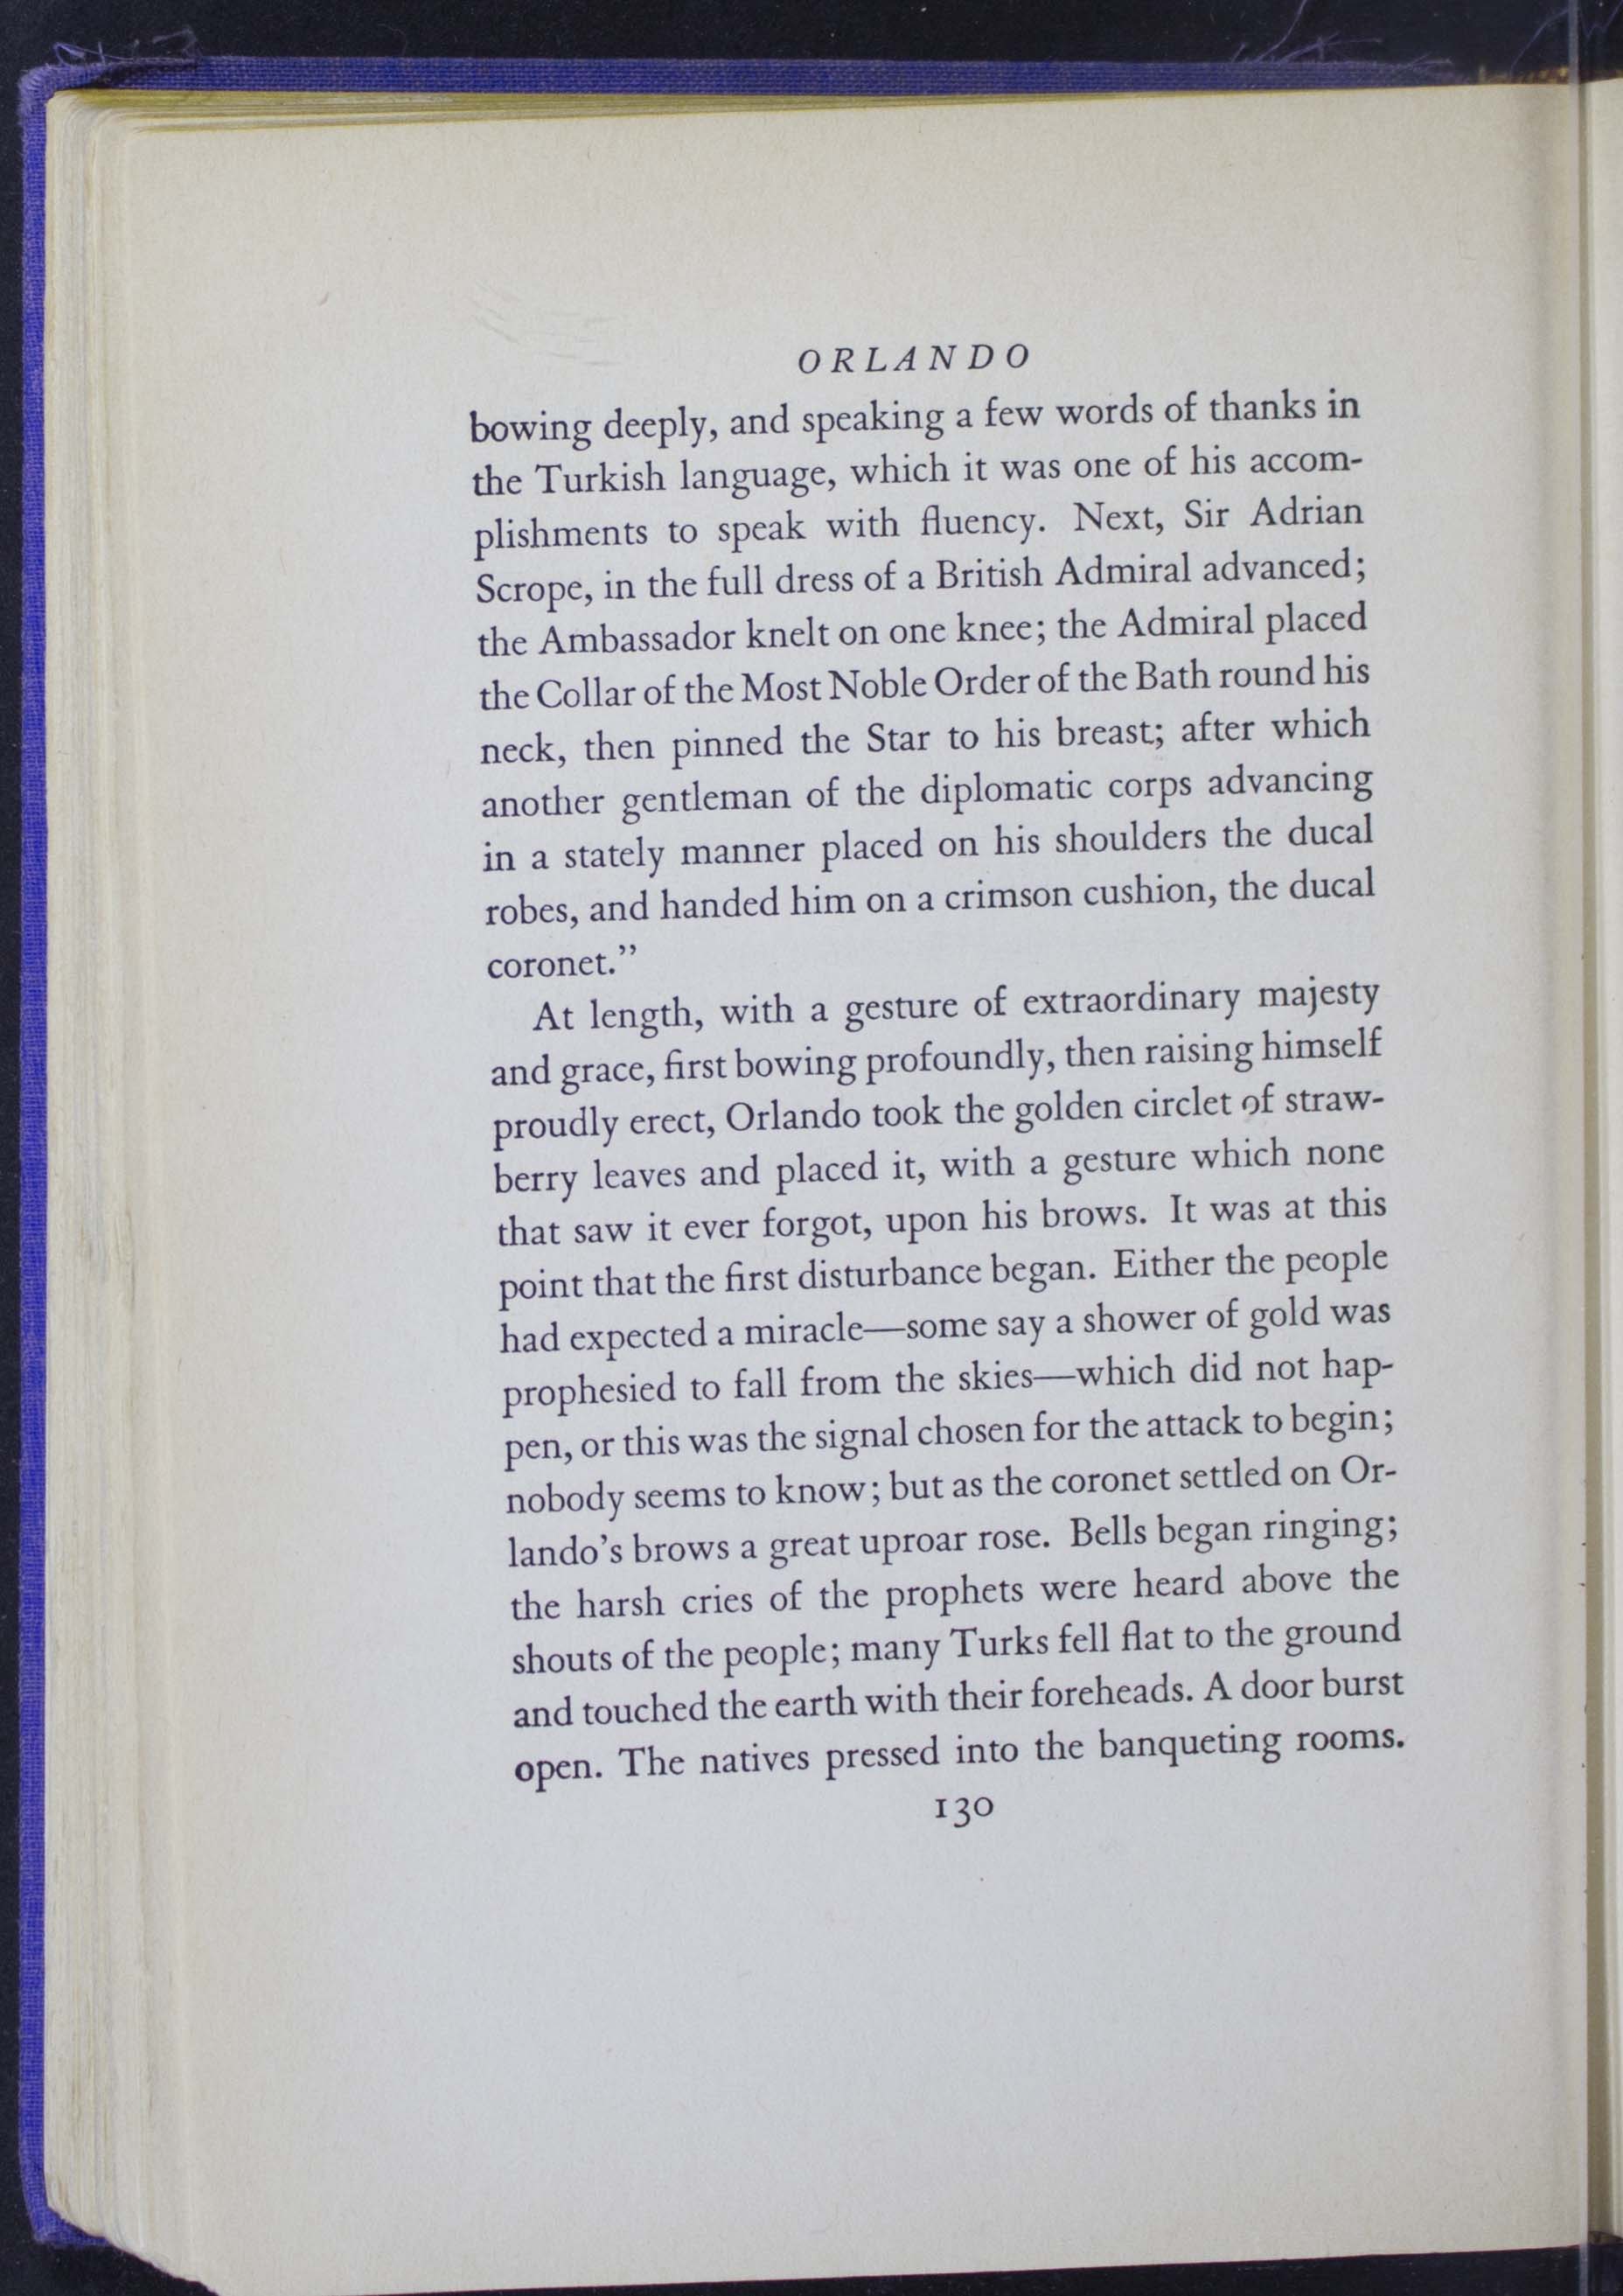 ORLANDO
bowing deeply, and speaking a few words of thanks in
the Turkish language, which it was one of his accom-
plishments to speak with fluency. Next, Sir Adrian
Scrope, in the full dress of a British Admiral advanced;
the Ambassador knelt on one knee; the Admiral placed
the Collar of the Most Noble Order of the Bath round his
neck, then pinned the Star to his breast; after which
another gentleman of the diplomatic corps advancing
in a stately manner placed on his shoulders the ducal
robes, and handed him on a crimson cushion, the ducal
coronet.”
At length, with a gesture of extraordinary majesty
and grace, first bowing profoundly, then raising himself
proudly erect, Orlando took the golden circlet of straw-
berry leaves and placed it, with a gesture which none
that saw it ever forgot, upon his brows. It was at this
point that the first disturbance began. Either the people
had expected a miracle—some say a shower of gold was
prophesied to fall from the skies—which did not hap-
pen, or this was the signal chosen for the attack to begin;
nobody seems to know; but as the coronet settled on Or-
lando’s brows a great uproar rose. Bells began ringing;
the harsh cries of the prophets were heard above the
shouts of the people; many Turks fell flat to the ground
and touched the earth with their foreheads. A door burst
open. The natives pressed into the banqueting rooms.
130